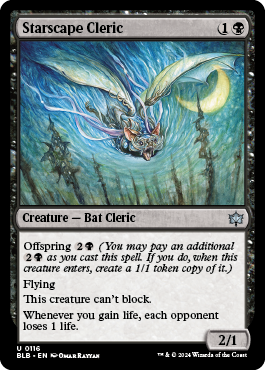 Starscape Cleric 1
Creature — Bat Cleric
Offspring 2 (You may pay an additional
2 as you cast this spell. If you do, when this
creature enters, create a 1/1 token copy of it.)
Flying
This creature can't block.
Whenever you gain life, each opponent
loses 1 life.
2/1
U 0116
BLB • EN Omar Rayyan ™ & © 2024 Wizards of the Coast